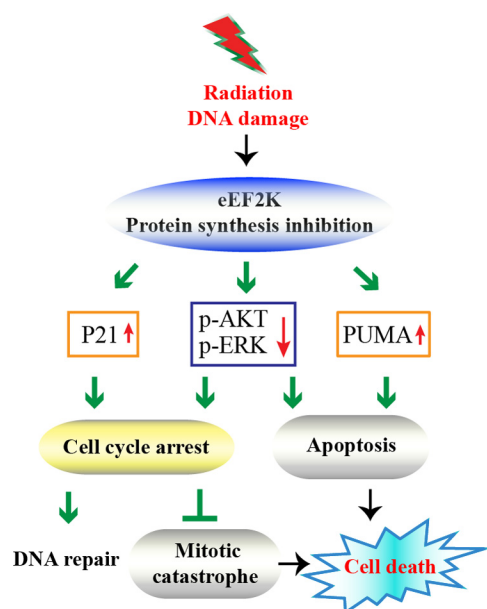 Radiation
DNA damage
eEF2K
Protein synthesis inhibition
P21
p-AKT
p-ERK
PUMA
Cell cycle arrest
Apoptosis
DNA repair
Mitotic
catastrophe
Cell death